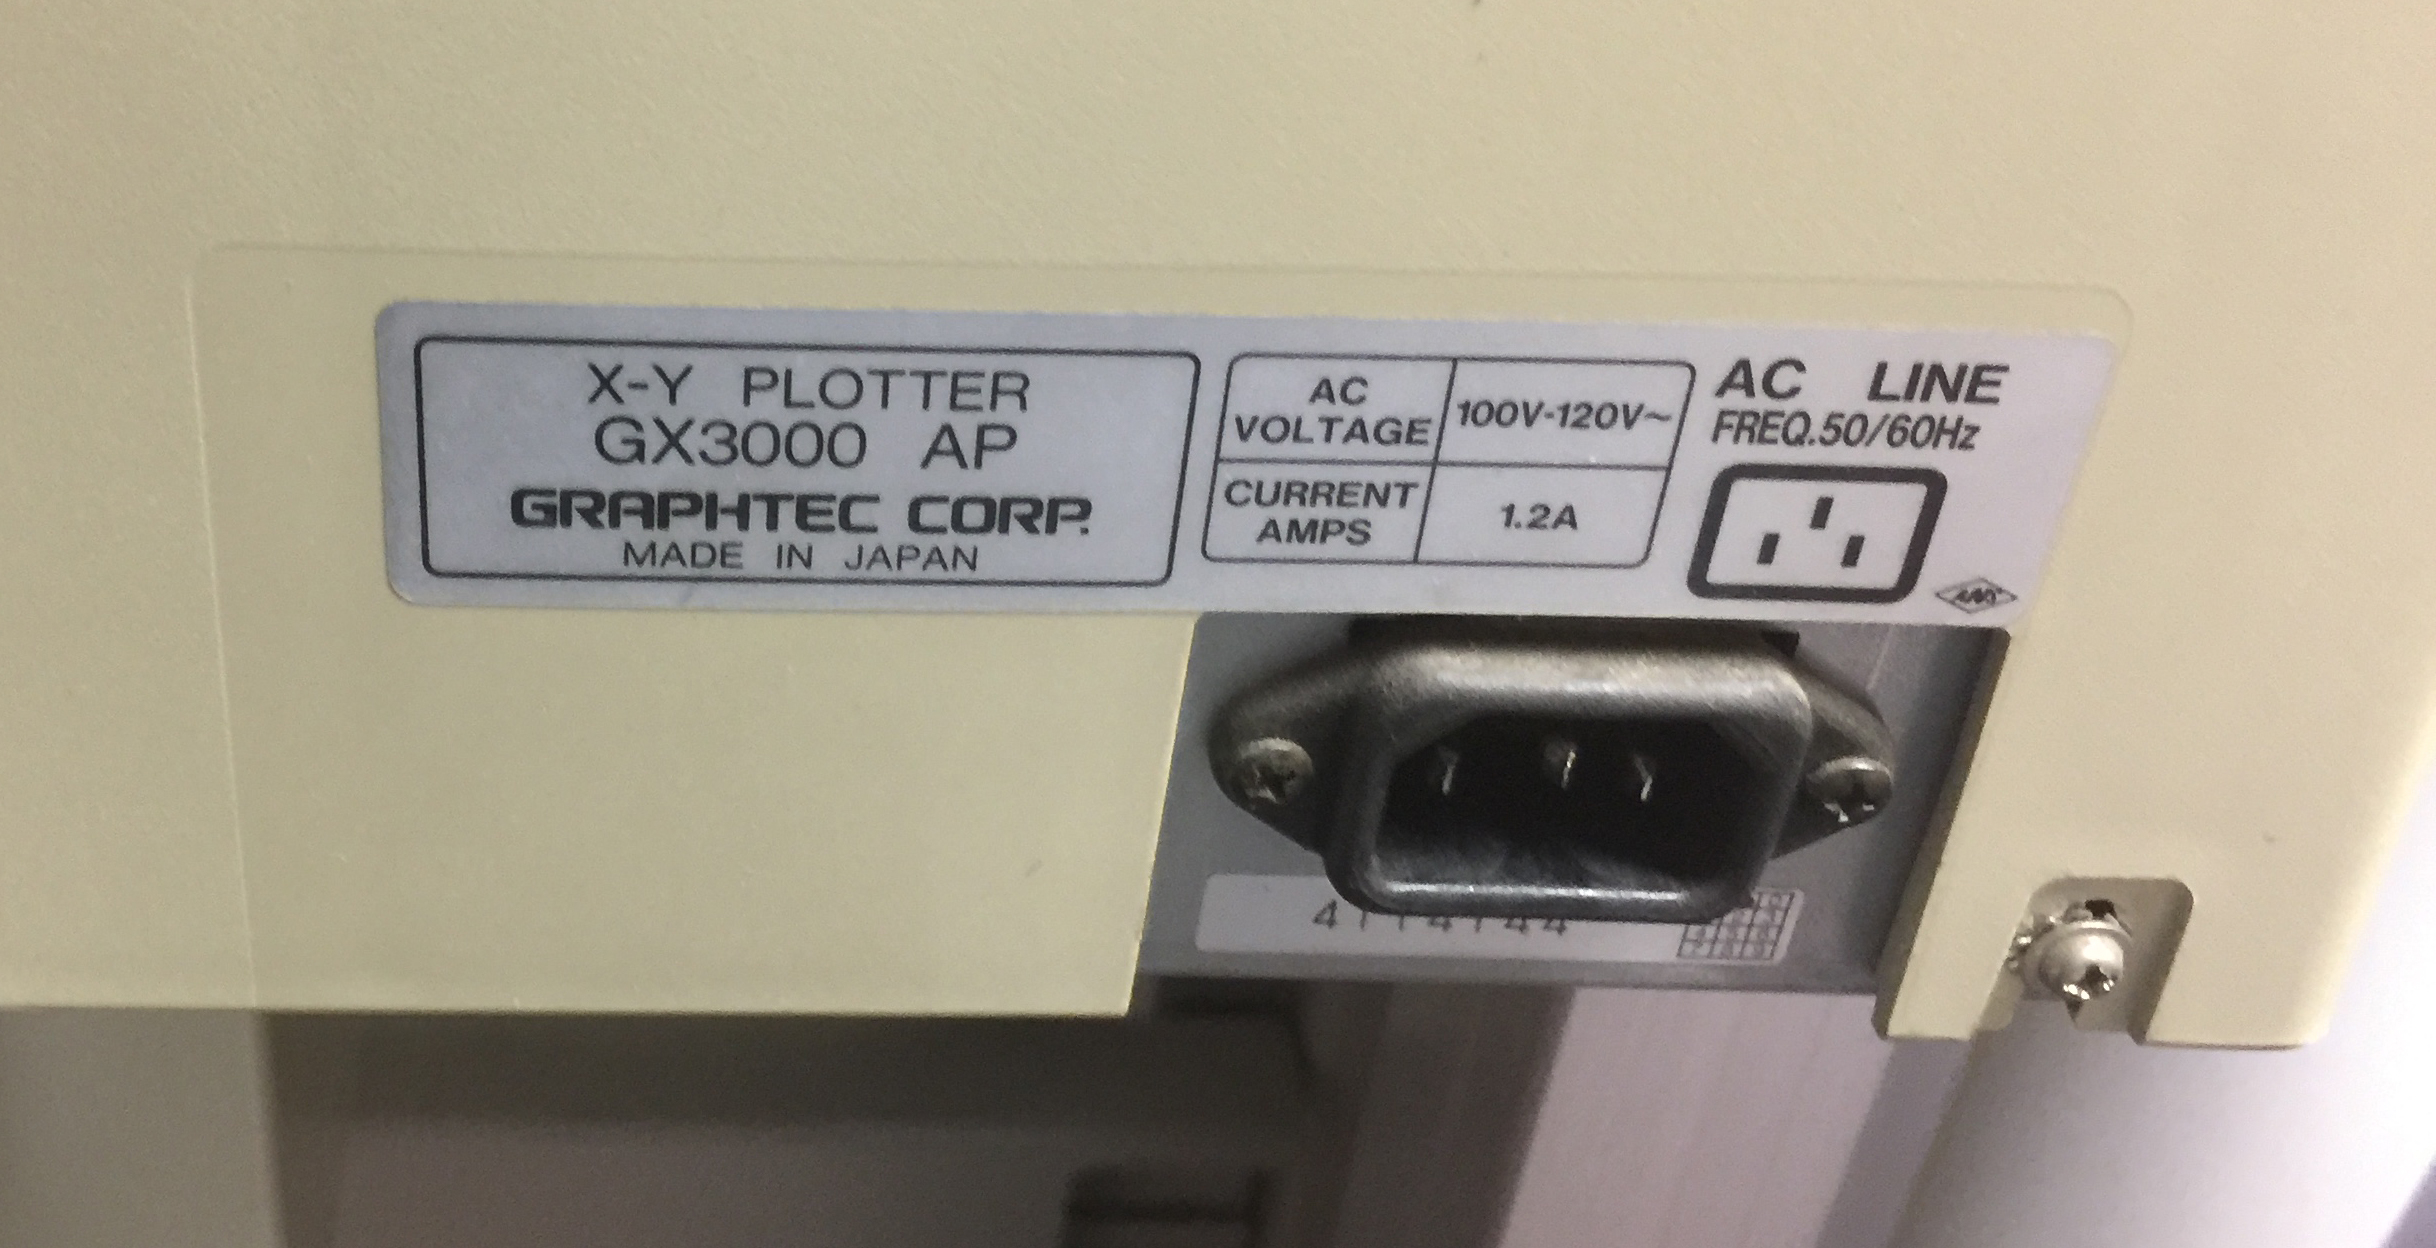 X-Y PLOTTER
GX3000 AP
GRAPHTEC CORP.
MADE IN JAPAN
AC VOLTAGE
100V-120V~
CURRENT AMPS
1.2A
AC LINE
FREQ.50/60Hz